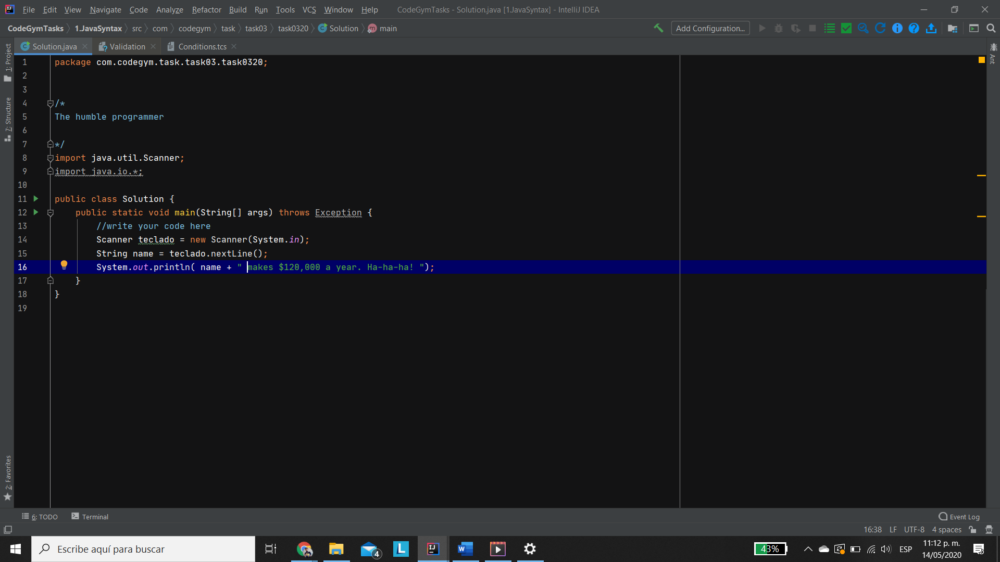 File Edit View Navigate Code Analyze Refactor Build Run Tools VCS Window Help CodeGymTasks - Solution.java [1.JavaSyntax] - IntelliJ IDEA
CodeGymTasks 1.JavaSyntax src com codegym task task03 task0320 Solution main Add Configuration...
Solution.java Validation Conditions.tcs
1: Project
7: Structure
2: Favorites
Ant
1 package com.codegym.task.task03.task0320;
2
3
4 /*
5 The humble programmer
6
7 */
8 import java.util.Scanner;
9 import java.io.*;
10
11 public class Solution {
12 public static void main(String[] args) throws Exception {
13 //write your code here
14 Scanner teclado = new Scanner(System.in);
15 String name = teclado.nextLine();
16 System.out.println( name + " makes $120,000 a year. Ha-ha-ha! ");
17 }
18 }
19
6: TODO Terminal Event Log
16:38 LF UTF-8 4 spaces
Escribe aquí para buscar 4 43% ESP 11:12 p. m.
14/05/2020